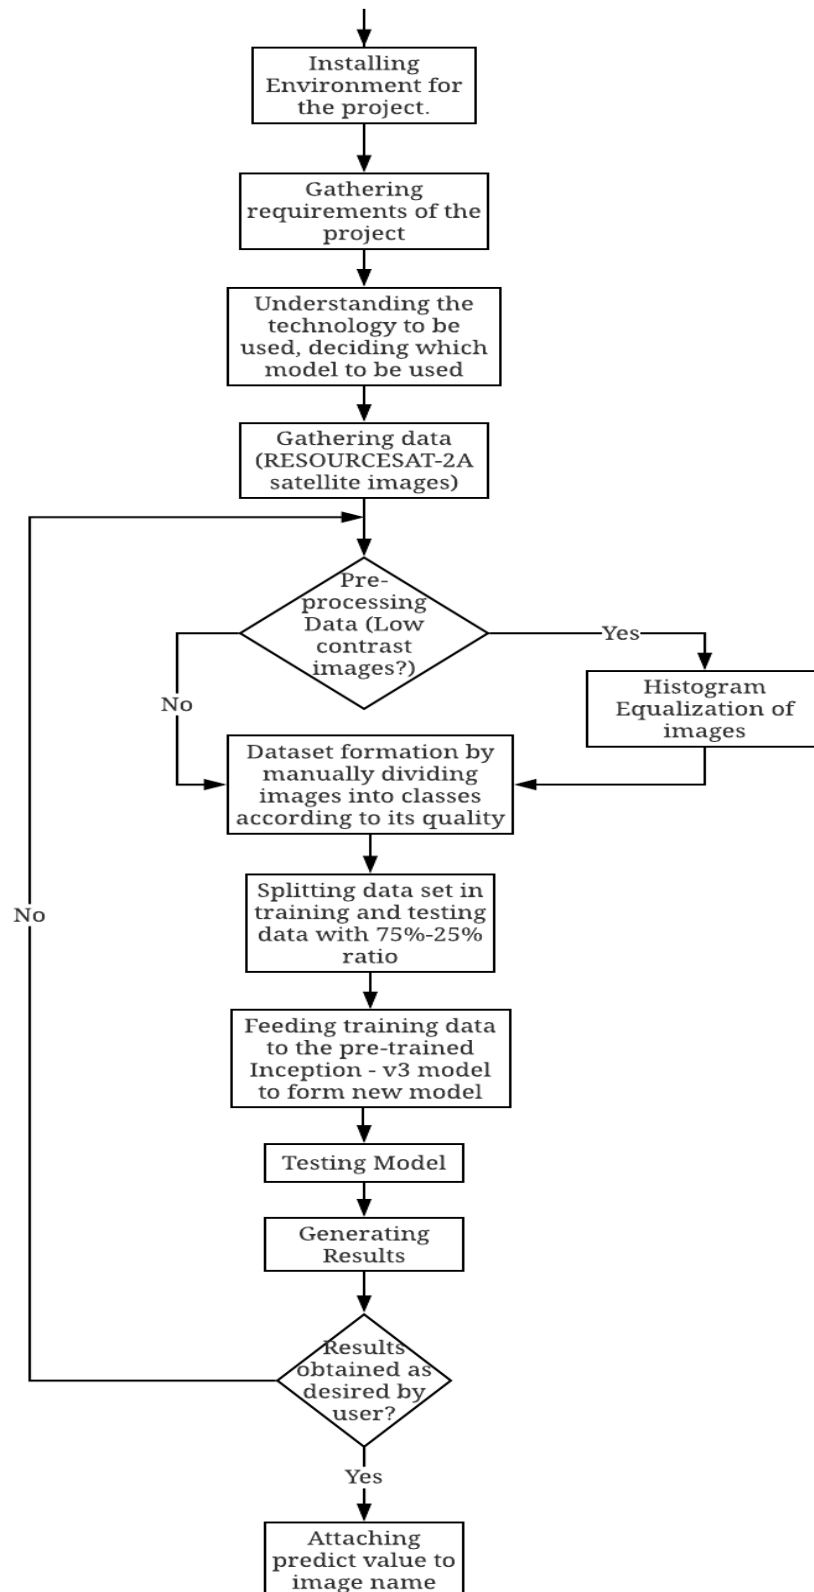 Installing
Environment for
the project.
Gathering
requirements of the
project
Understanding the
technology to be
used, deciding which
model to be used
Gathering data
(RESOURCESAT-2A
satellite images)
Pre-
processing
Data (Low
contrast
images?)
Yes
No
Histogram
Equalization of
images
Dataset formation by
manually dividing
images into classes
according to its quality
Splitting data set in
training and testing
data with 75%-25%
ratio
No
Feeding training data
to the pre-trained
Inception - v3 model
to form new model
Testing Model
Generating
Results
Results
obtained as
desired by
user?
Yes
Attaching
predict value to
image name